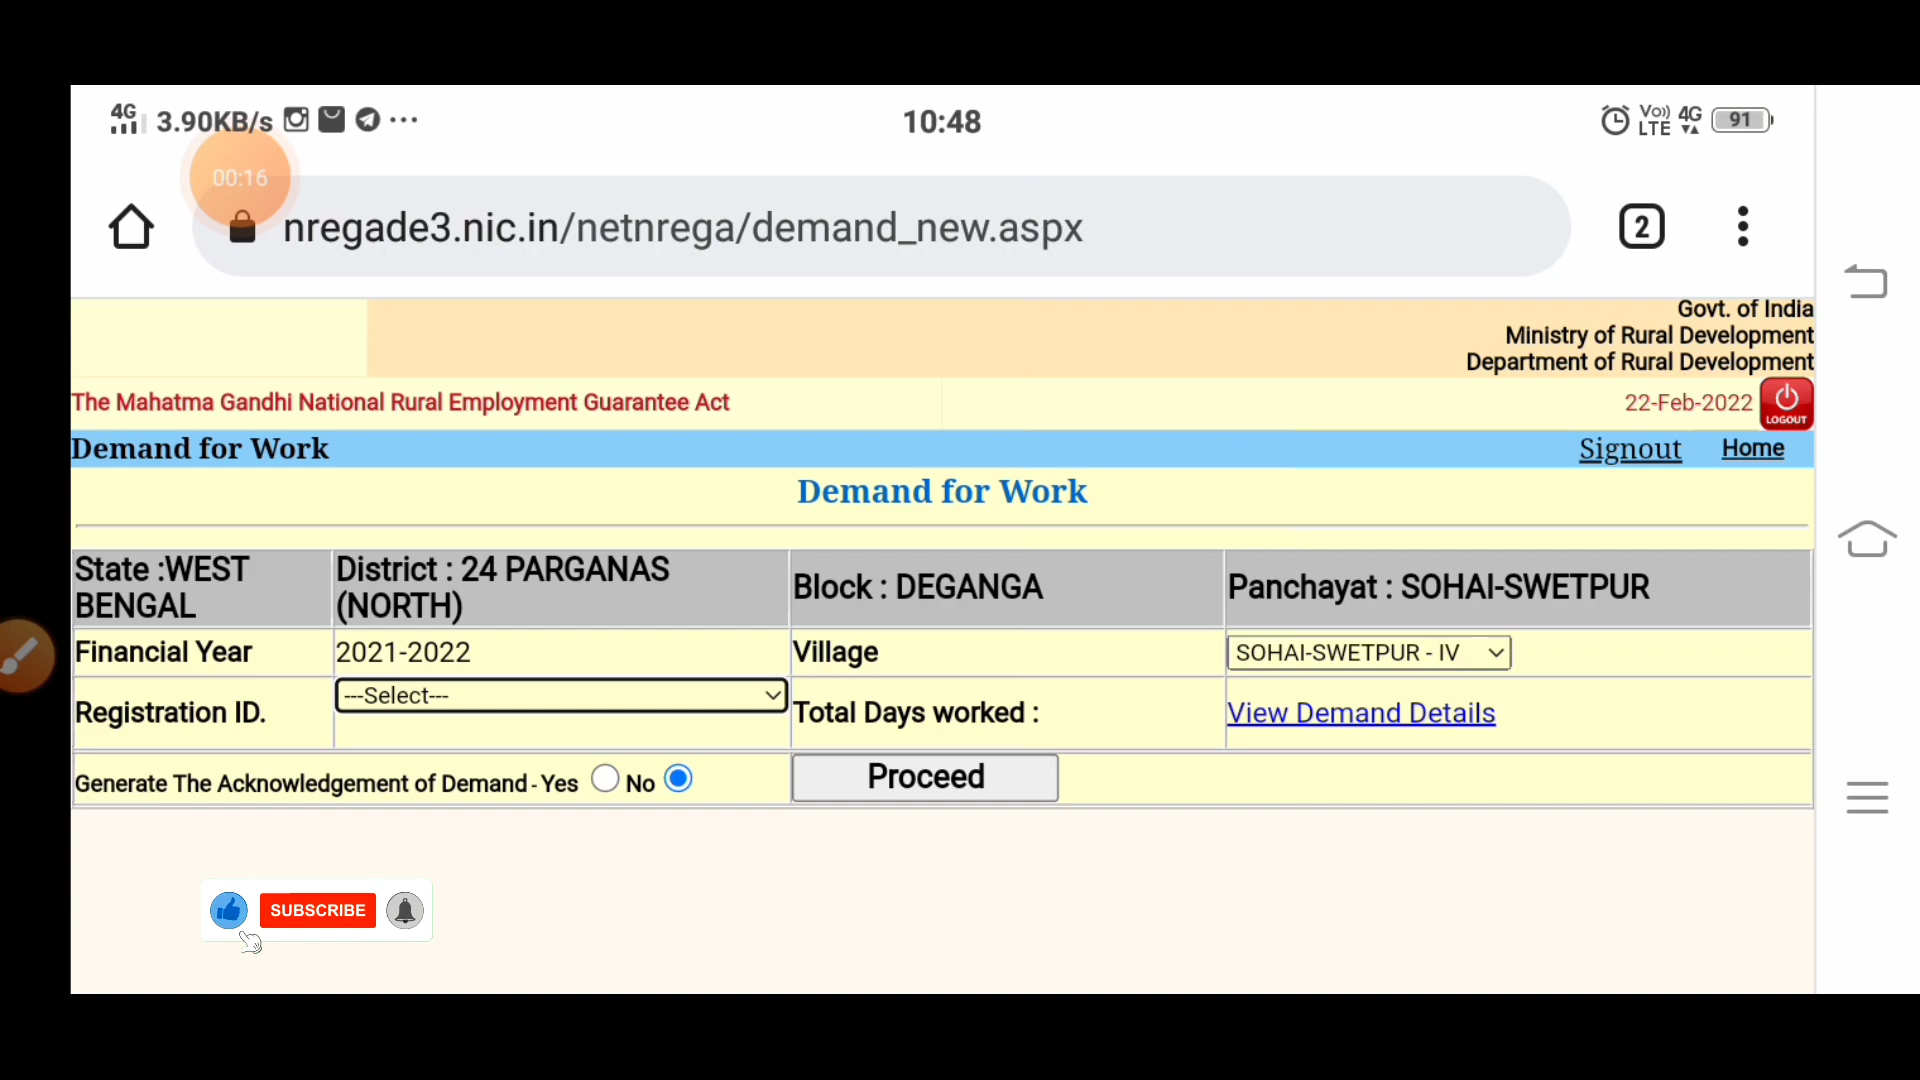 4G 3.90KB/s ... 10:48 Vo)) LTE 4G 91
00:16
nregade3.nic.in/netnrega/demand_new.aspx 2
Govt. of India
Ministry of Rural Development
Department of Rural Development
The Mahatma Gandhi National Rural Employment Guarantee Act 22-Feb-2022 LOGOUT
Demand for Work Signout Home
Demand for Work
State :WEST BENGAL District : 24 PARGANAS (NORTH) Block : DEGANGA Panchayat : SOHAI-SWETPUR
Financial Year 2021-2022 Village SOHAI-SWETPUR - IV
Registration ID. ---Select--- Total Days worked : View Demand Details
Generate The Acknowledgement of Demand - Yes No Proceed
SUBSCRIBE